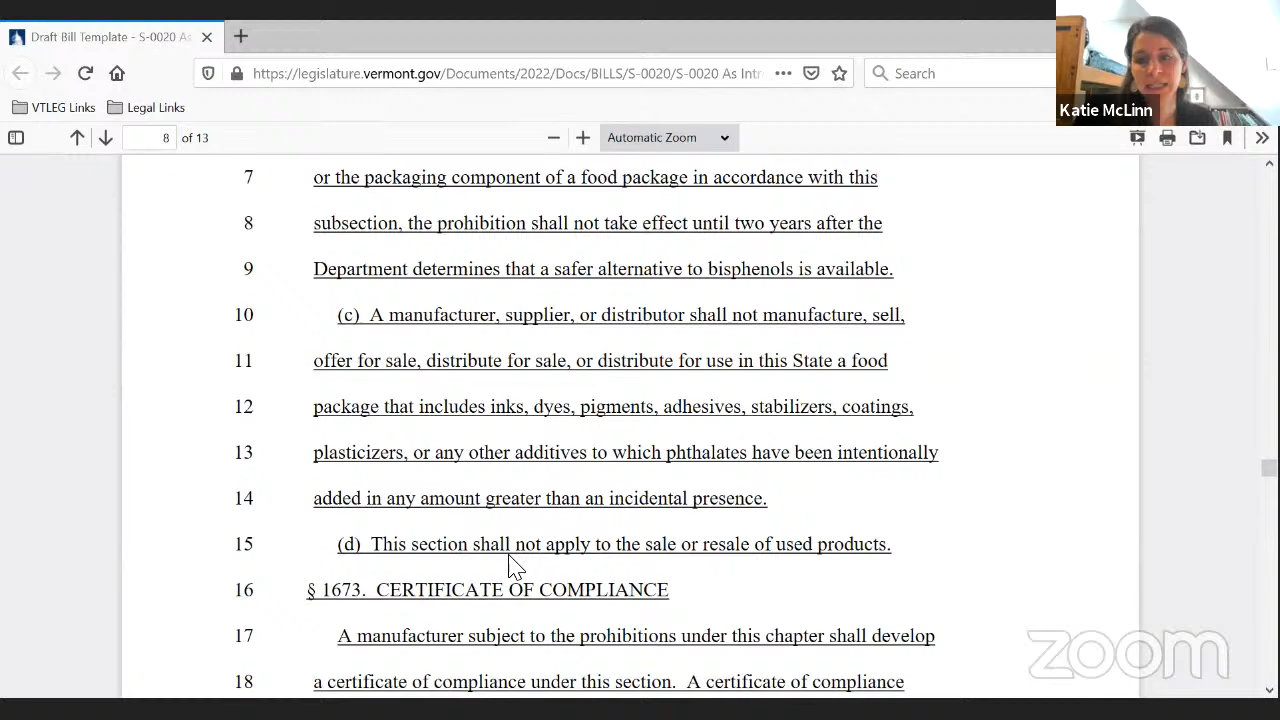 Draft Bill Template - S-0020 As
https://legislature.vermont.gov/Documents/2022/Docs/BILLS/S-0020/S-0020 As Intr
Search
Katie McLinn
VTLEG Links
Legal Links
8 of 13
Automatic Zoom
7 or the packaging component of a food package in accordance with this
8 subsection, the prohibition shall not take effect until two years after the
9 Department determines that a safer alternative to bisphenols is available.
10 (c) A manufacturer, supplier, or distributor shall not manufacture, sell,
11 offer for sale, distribute for sale, or distribute for use in this State a food
12 package that includes inks, dyes, pigments, adhesives, stabilizers, coatings,
13 plasticizers, or any other additives to which phthalates have been intentionally
14 added in any amount greater than an incidental presence.
15 (d) This section shall not apply to the sale or resale of used products.
16 § 1673. CERTIFICATE OF COMPLIANCE
17 A manufacturer subject to the prohibitions under this chapter shall develop
18 a certificate of compliance under this section. A certificate of compliance
zoom